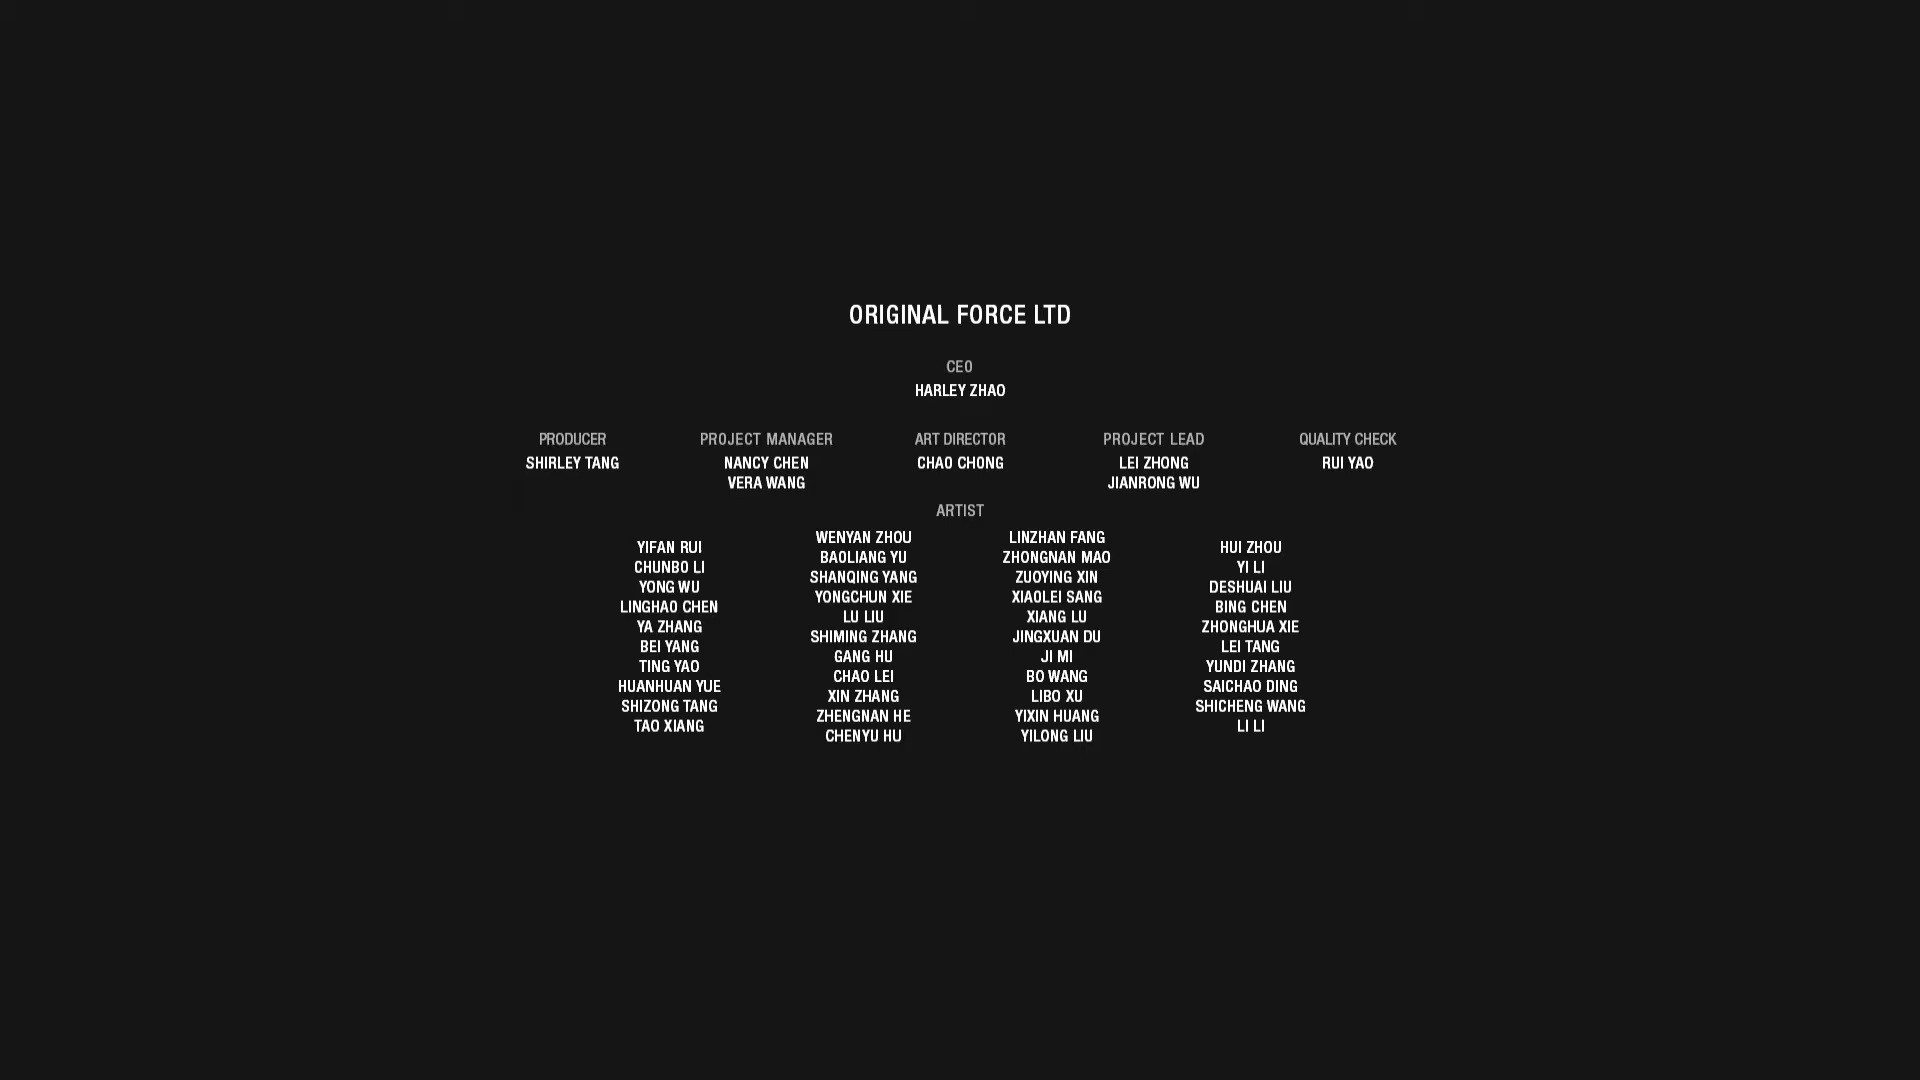 ORIGINAL FORCE LTD
CEO
HARLEY ZHAO
PRODUCER
SHIRLEY TANG
PROJECT MANAGER
NANCY CHEN
VERA WANG
ART DIRECTOR
CHAO CHONG
PROJECT LEAD
LEI ZHONG
JIANRONG WU
QUALITY CHECK
RUI YAO
ARTIST
YIFAN RUI
CHUNBO LI
YONG WU
LINGHAO CHEN
YA ZHANG
BEI YANG
TING YAO
HUANHUAN YUE
SHIZONG TANG
TAO XIANG
WENYAN ZHOU
BAOLIANG YU
SHANQING YANG
YONGCHUN XIE
LU LIU
SHIMING ZHANG
GANG HU
CHAO LEI
XIN ZHANG
ZHENGNAN HE
CHENYU HU
LINZHAN FANG
ZHONGNAN MAO
ZUOYING XIN
XIAOLEI SANG
XIANG LU
JINGXUAN DU
JI MI
BO WANG
LIBO XU
YIXIN HUANG
YILONG LIU
HUI ZHOU
YI LI
DESHUAI LIU
BING CHEN
ZHONGHUA XIE
LEI TANG
YUNDI ZHANG
SAICHAO DING
SHICHENG WANG
LI LI